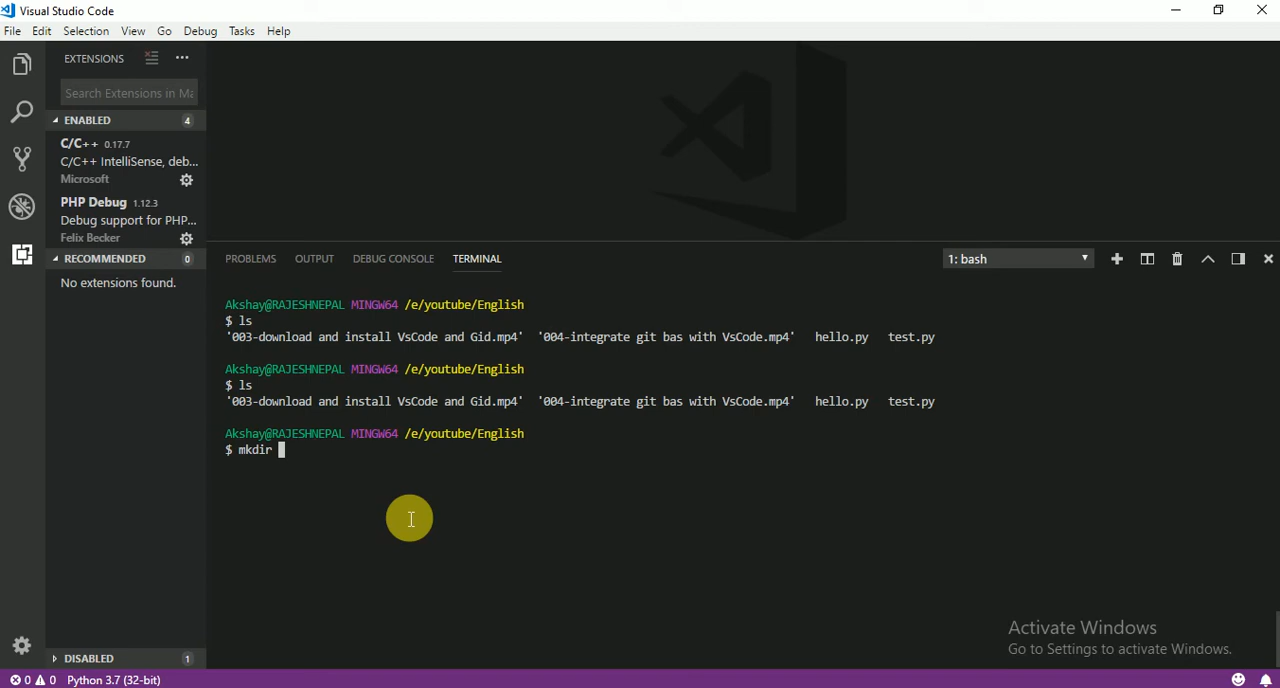 Visual Studio Code
File Edit Selection View Go Debug Tasks Help
EXTENSIONS
Search Extensions in Ma
ENABLED 4
C/C++ 0.17.7
C/C++ IntelliSense, deb...
Microsoft
PHP Debug 1.12.3
Debug support for PHP...
Felix Becker
RECOMMENDED 0
No extensions found.
DISABLED 1
PROBLEMS OUTPUT DEBUG CONSOLE TERMINAL 1: bash
Akshay@RAJESHNEPAL MINGW64 /e/youtube/English
$ ls
'003-download and install VsCode and Gid.mp4' '004-integrate git bas with VsCode.mp4' hello.py test.py
Akshay@RAJESHNEPAL MINGW64 /e/youtube/English
$ ls
'003-download and install VsCode and Gid.mp4' '004-integrate git bas with VsCode.mp4' hello.py test.py
Akshay@RAJESHNEPAL MINGW64 /e/youtube/English
$ mkdir
Activate Windows
Go to Settings to activate Windows.
0 0 Python 3.7 (32-bit)